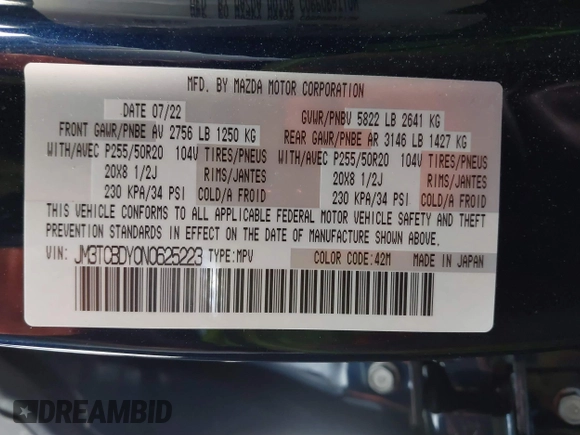 MFD. BY MAZDA MOTOR CORPORATION
DATE 07/22
GVWR/PNBV 5822 LB 2641 KG
FRONT GAWR/PNBE AV 2756 LB 1250 KG
REAR GAWR/PNBE AR 3146 LB 1427 KG
WITH/AVEC P255/50R20 104V TIRES/PNEUS
WITH/AVEC P255/50R20 104V TIRES/PNEUS
20X8 1/2J RIMS/JANTES
20X8 1/2J RIMS/JANTES
230 KPA/34 PSI COLD/A FROID
230 KPA/34 PSI COLD/A FROID
THIS VEHICLE CONFORMS TO ALL APPLICABLE FEDERAL MOTOR VEHICLE SAFETY AND THEFT
PREVENTION STANDARDS IN EFFECT ON THE DATE OF MANUFACTURE SHOWN ABOVE.
VIN: JM3TCBDY0N0625223 TYPE:MPV COLOR CODE:42M MADE IN JAPAN
DREAMBID